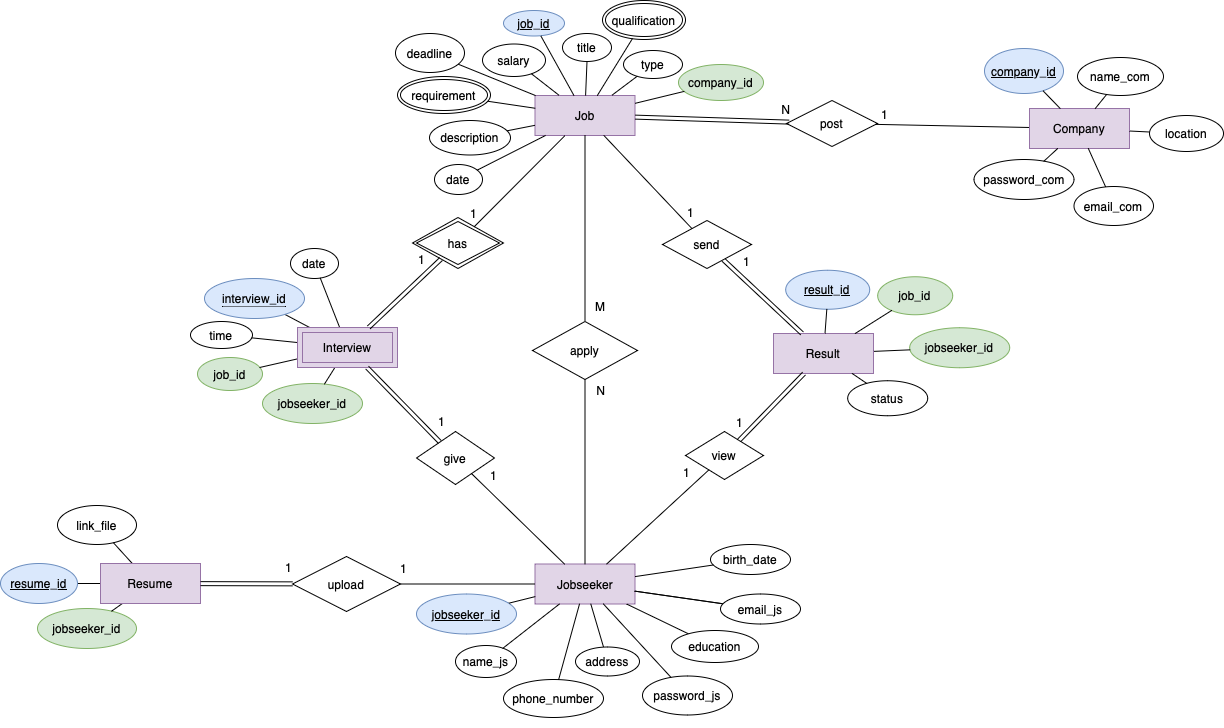 job_id
qualification
deadline
salary
title
type
company_id
requirement
Job
description
date
N
post
1
company_id
name_com
Company
location
password_com
email_com
1
has
1
1
send
1
date
interview_id
time
Interview
job_id
jobseeker_id
M
apply
N
result_id
job_id
Result
jobseeker_id
status
1
give
1
1
view
1
link_file
resume_id
Resume
jobseeker_id
1
upload
1
Jobseeker
birth_date
jobseeker_id
email_js
name_js
education
address
phone_number
password_js